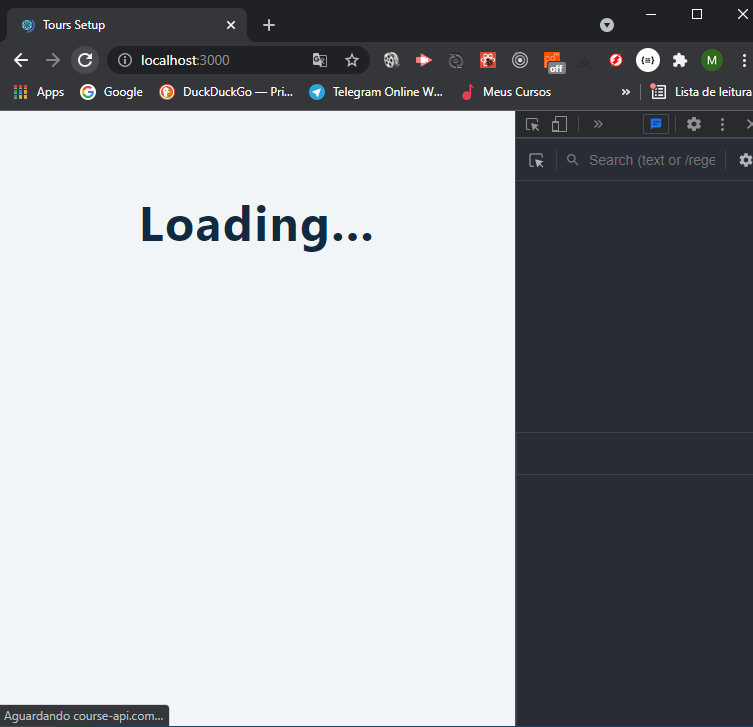 Tours Setup
localhost:3000
off
M
Apps
Google
DuckDuckGo — Pri...
Telegram Online W...
Meus Cursos
Lista de leitura
Search (text or /rege
Loading...
Aguardando course-api.com...